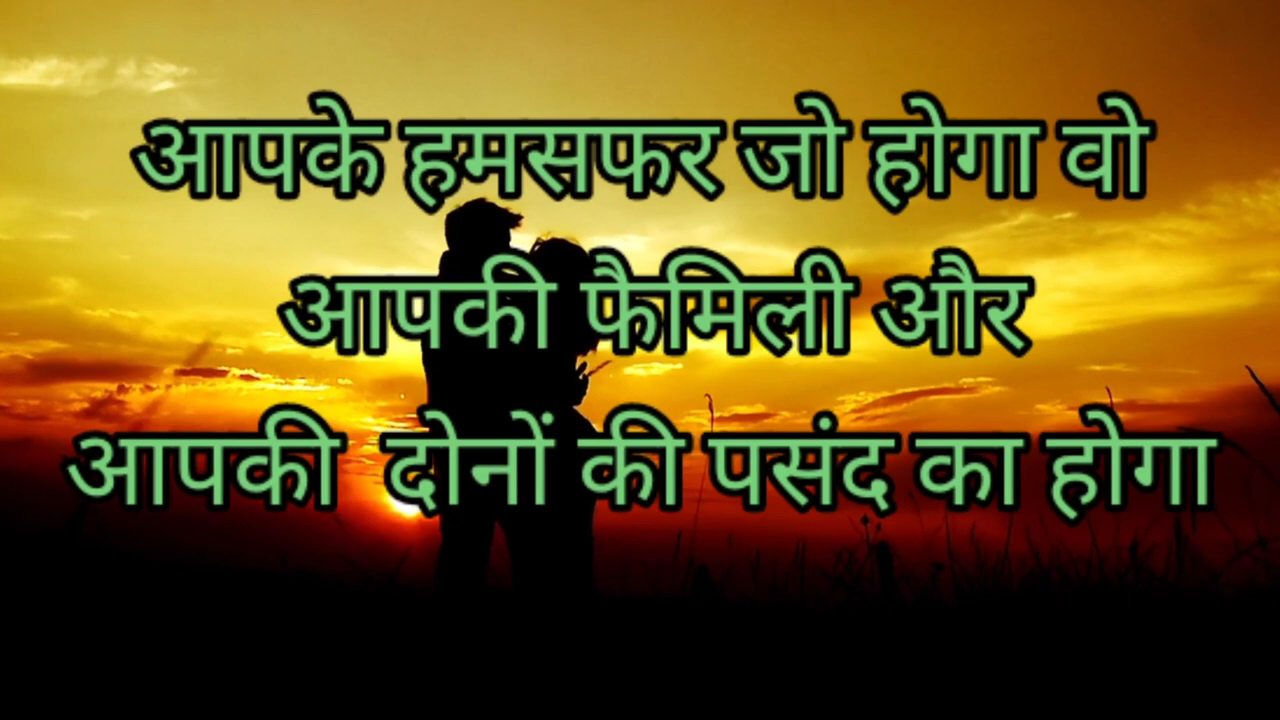 आपके हमसफर जो होगा वो
आपकी फैमिली और
आपकी दोनों की पसंद का होगा